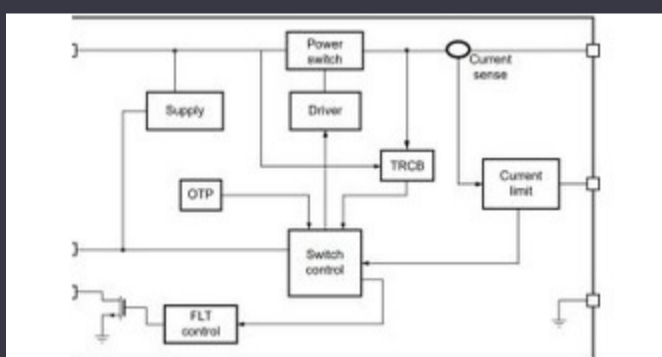 Power
switch
Current
sense
Supply
Driver
TRCB
Current
limit
OTP
Switch
control
FLT
control